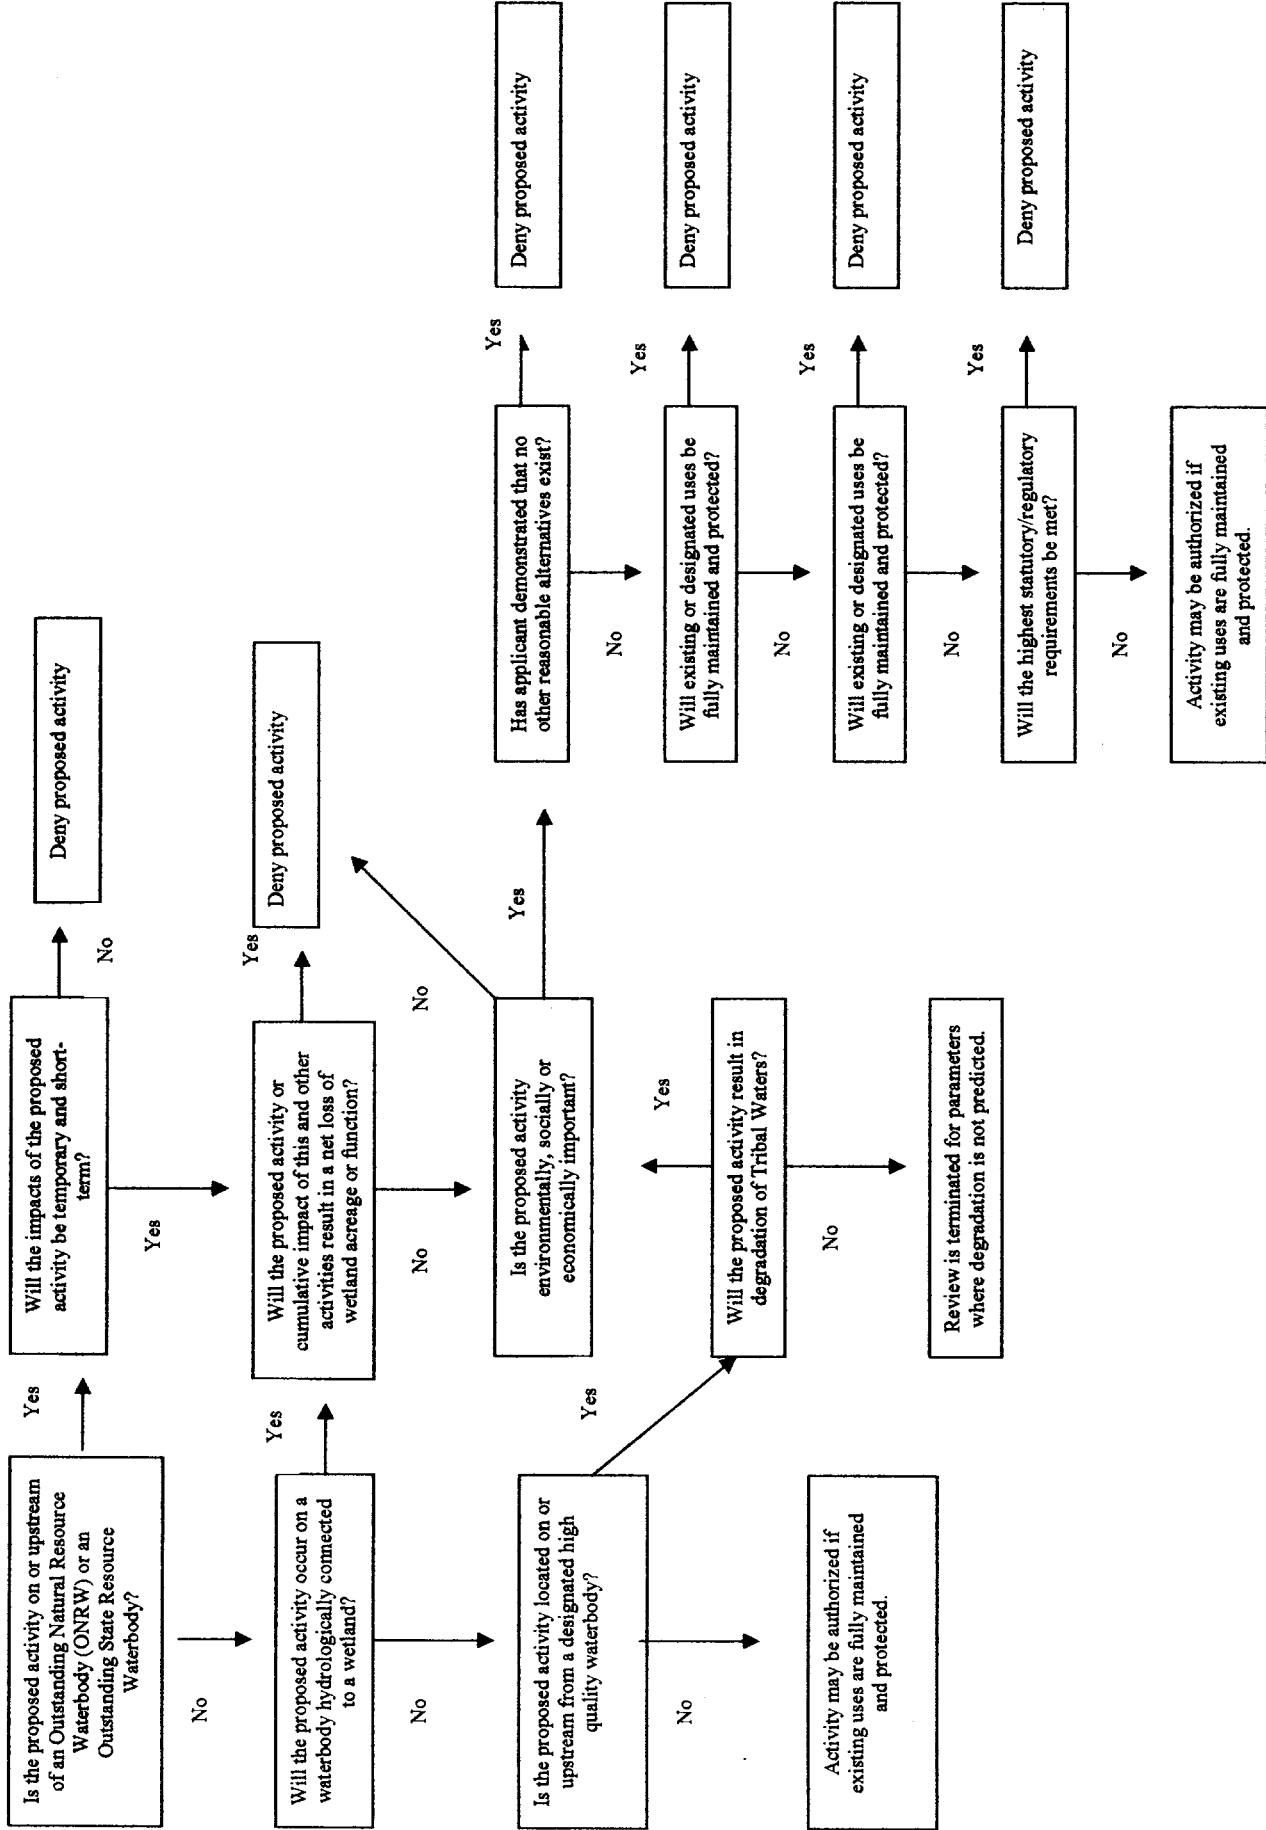 Is the proposed activity on or upstream
of an Outstanding Natural Resource
Waterbody (ONRW) or an
Outstanding State Resource
Waterbody?
Yes
No
Will the impacts of the proposed
activity be temporary and short-
term?
No
Yes
Deny proposed activity
Will the proposed activity occur on a
waterbody hydrologically connected
to a wetland?
Yes
No
Will the proposed activity or
cumulative impact of this and other
activities result in a net loss of
wetland acreage or function?
Yes
No
Deny proposed activity
Is the proposed activity located on or
upstream from a designated high
quality waterbody?
Yes
No
Is the proposed activity
environmentally, socially or
economically important?
No
Yes
Has applicant demonstrated that no
other reasonable alternatives exist?
Yes
No
Deny proposed activity
Will existing or designated uses be
fully maintained and protected?
Yes
No
Deny proposed activity
Will the proposed activity result in
degradation of Tribal Waters?
Yes
No
Will existing or designated uses be
fully maintained and protected?
Yes
No
Deny proposed activity
Activity may be authorized if
existing uses are fully maintained
and protected.
Review is terminated for parameters
where degradation is not predicted.
Will the highest statutory/regulatory
requirements be met?
Yes
No
Deny proposed activity
Activity may be authorized if
existing uses are fully maintained
and protected.